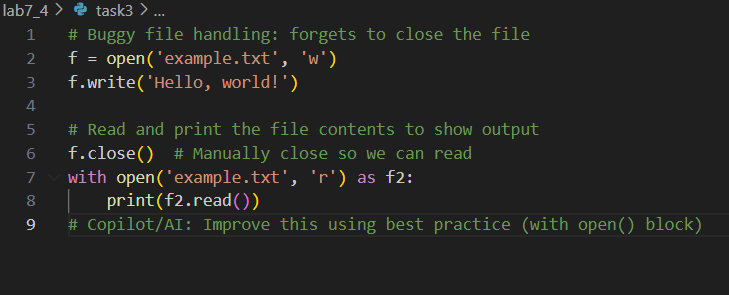 lab7_4 > task3 > ...
1 # Buggy file handling: forgets to close the file
2 f = open('example.txt', 'w')
3 f.write('Hello, world!')
4
5 # Read and print the file contents to show output
6 f.close()  # Manually close so we can read
7 with open('example.txt', 'r') as f2:
8     print(f2.read())
9 # Copilot/AI: Improve this using best practice (with open() block)